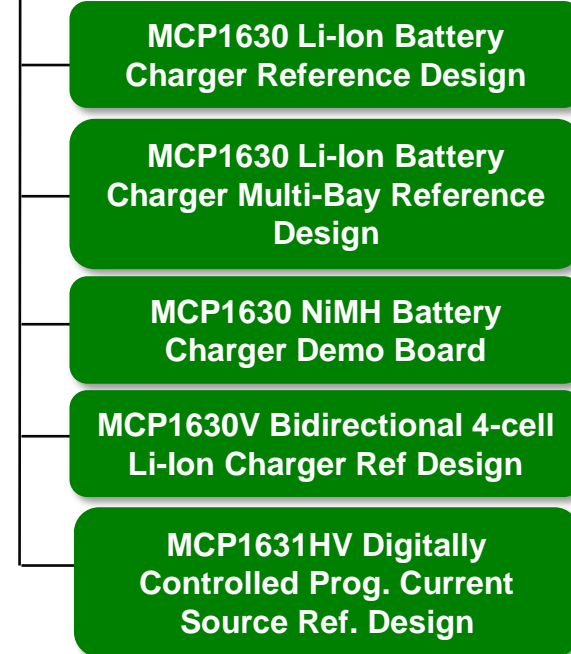 MCP1630 Li-Ion Battery
Charger Reference Design
MCP1630 Li-Ion Battery
Charger Multi-Bay Reference
Design
MCP1630 NiMH Battery
Charger Demo Board
MCP1630V Bidirectional 4-cell
Li-Ion Charger Ref Design
MCP1631HV Digitally
Controlled Prog. Current
Source Ref. Design